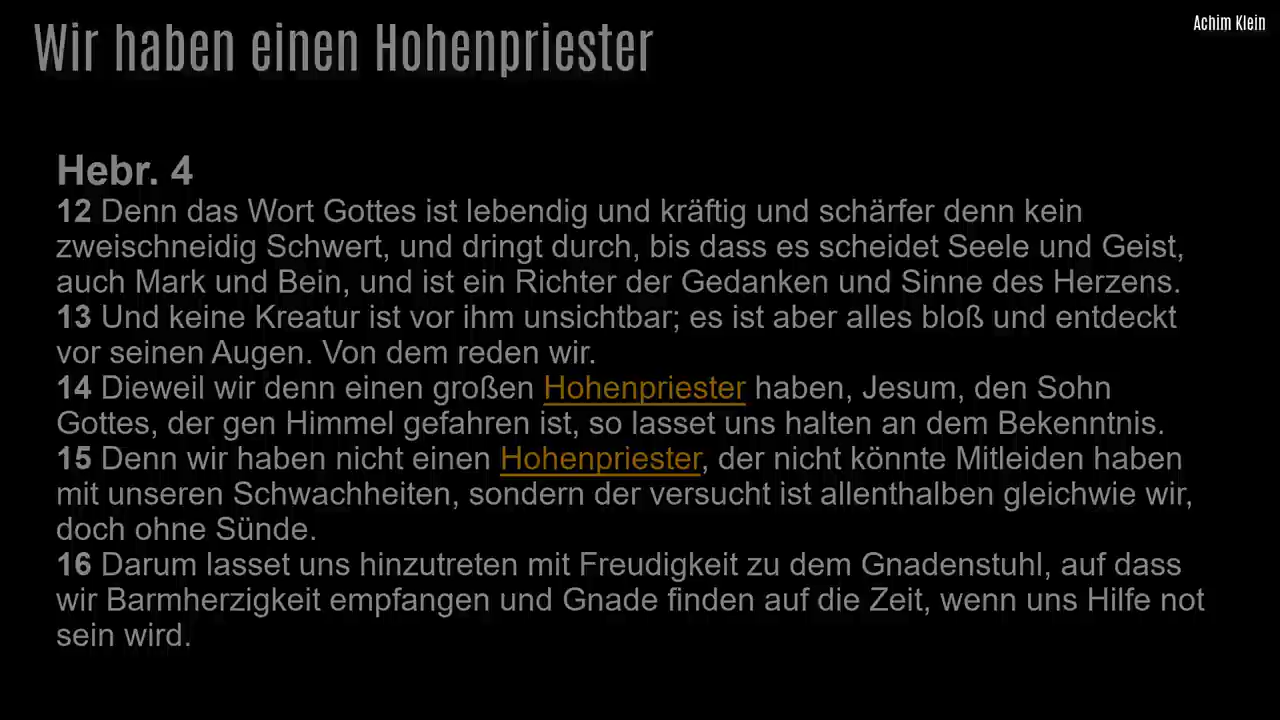 Wir haben einen Hohenpriester
Achim Klein
Hebr. 4
12 Denn das Wort Gottes ist lebendig und kräftig und schärfer denn kein
zweischneidig Schwert, und dringt durch, bis dass es scheidet Seele und Geist,
auch Mark und Bein, und ist ein Richter der Gedanken und Sinne des Herzens.
13 Und keine Kreatur ist vor ihm unsichtbar; es ist aber alles bloß und entdeckt
vor seinen Augen. Von dem reden wir.
14 Dieweil wir denn einen großen Hohenpriester haben, Jesum, den Sohn
Gottes, der gen Himmel gefahren ist, so lasset uns halten an dem Bekenntnis.
15 Denn wir haben nicht einen Hohenpriester, der nicht könnte Mitleiden haben
mit unseren Schwachheiten, sondern der versucht ist allenthalben gleichwie wir,
doch ohne Sünde.
16 Darum lasset uns hinzutreten mit Freudigkeit zu dem Gnadenstuhl, auf dass
wir Barmherzigkeit empfangen und Gnade finden auf die Zeit, wenn uns Hilfe not
sein wird.